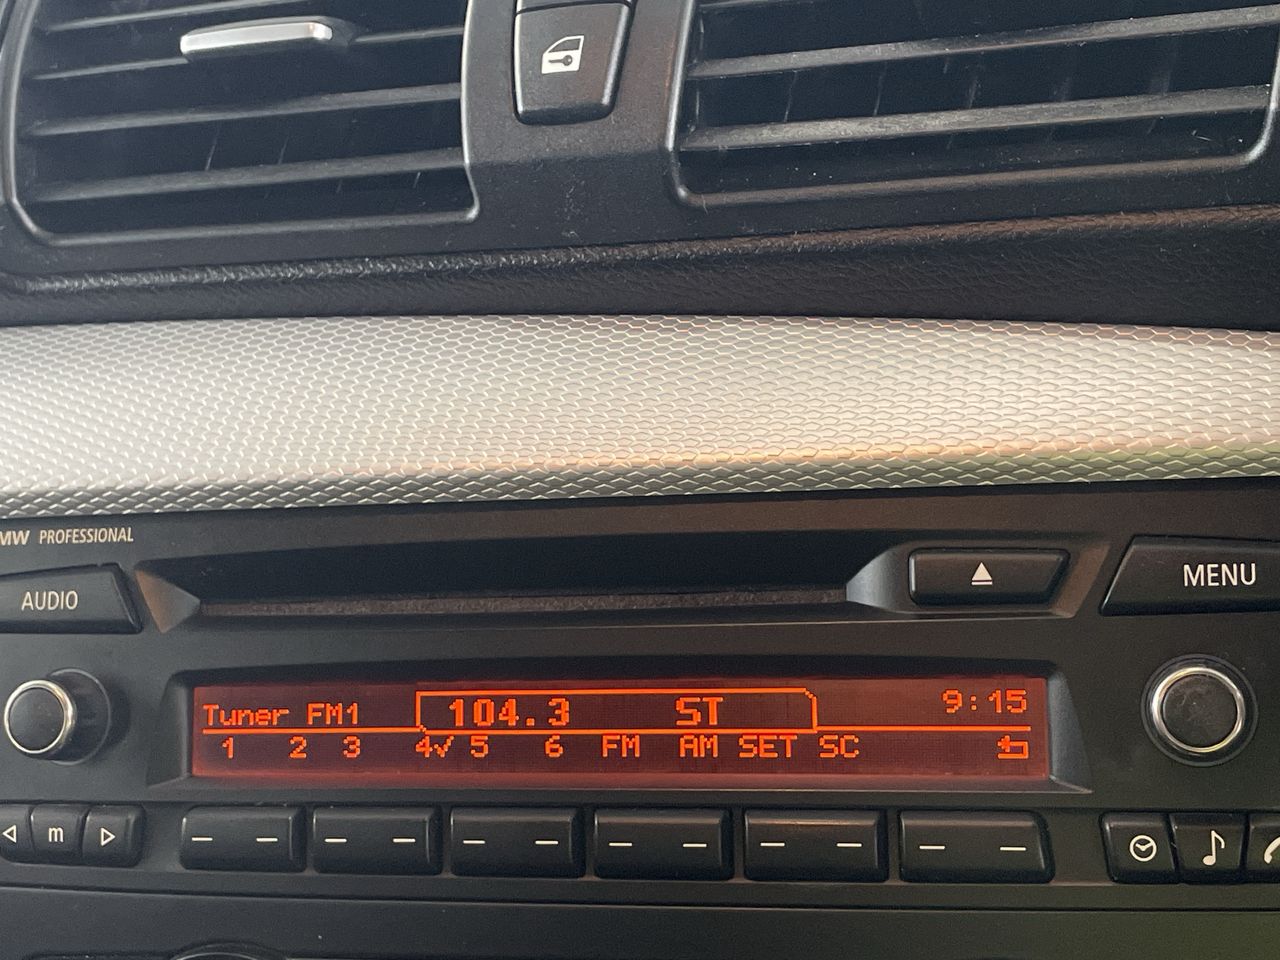 MW PROFESSIONAL
AUDIO
MENU
Tuner FM1 104.3 ST 9:15
1 2 3 4√ 5 6 FM AM SET SC
m